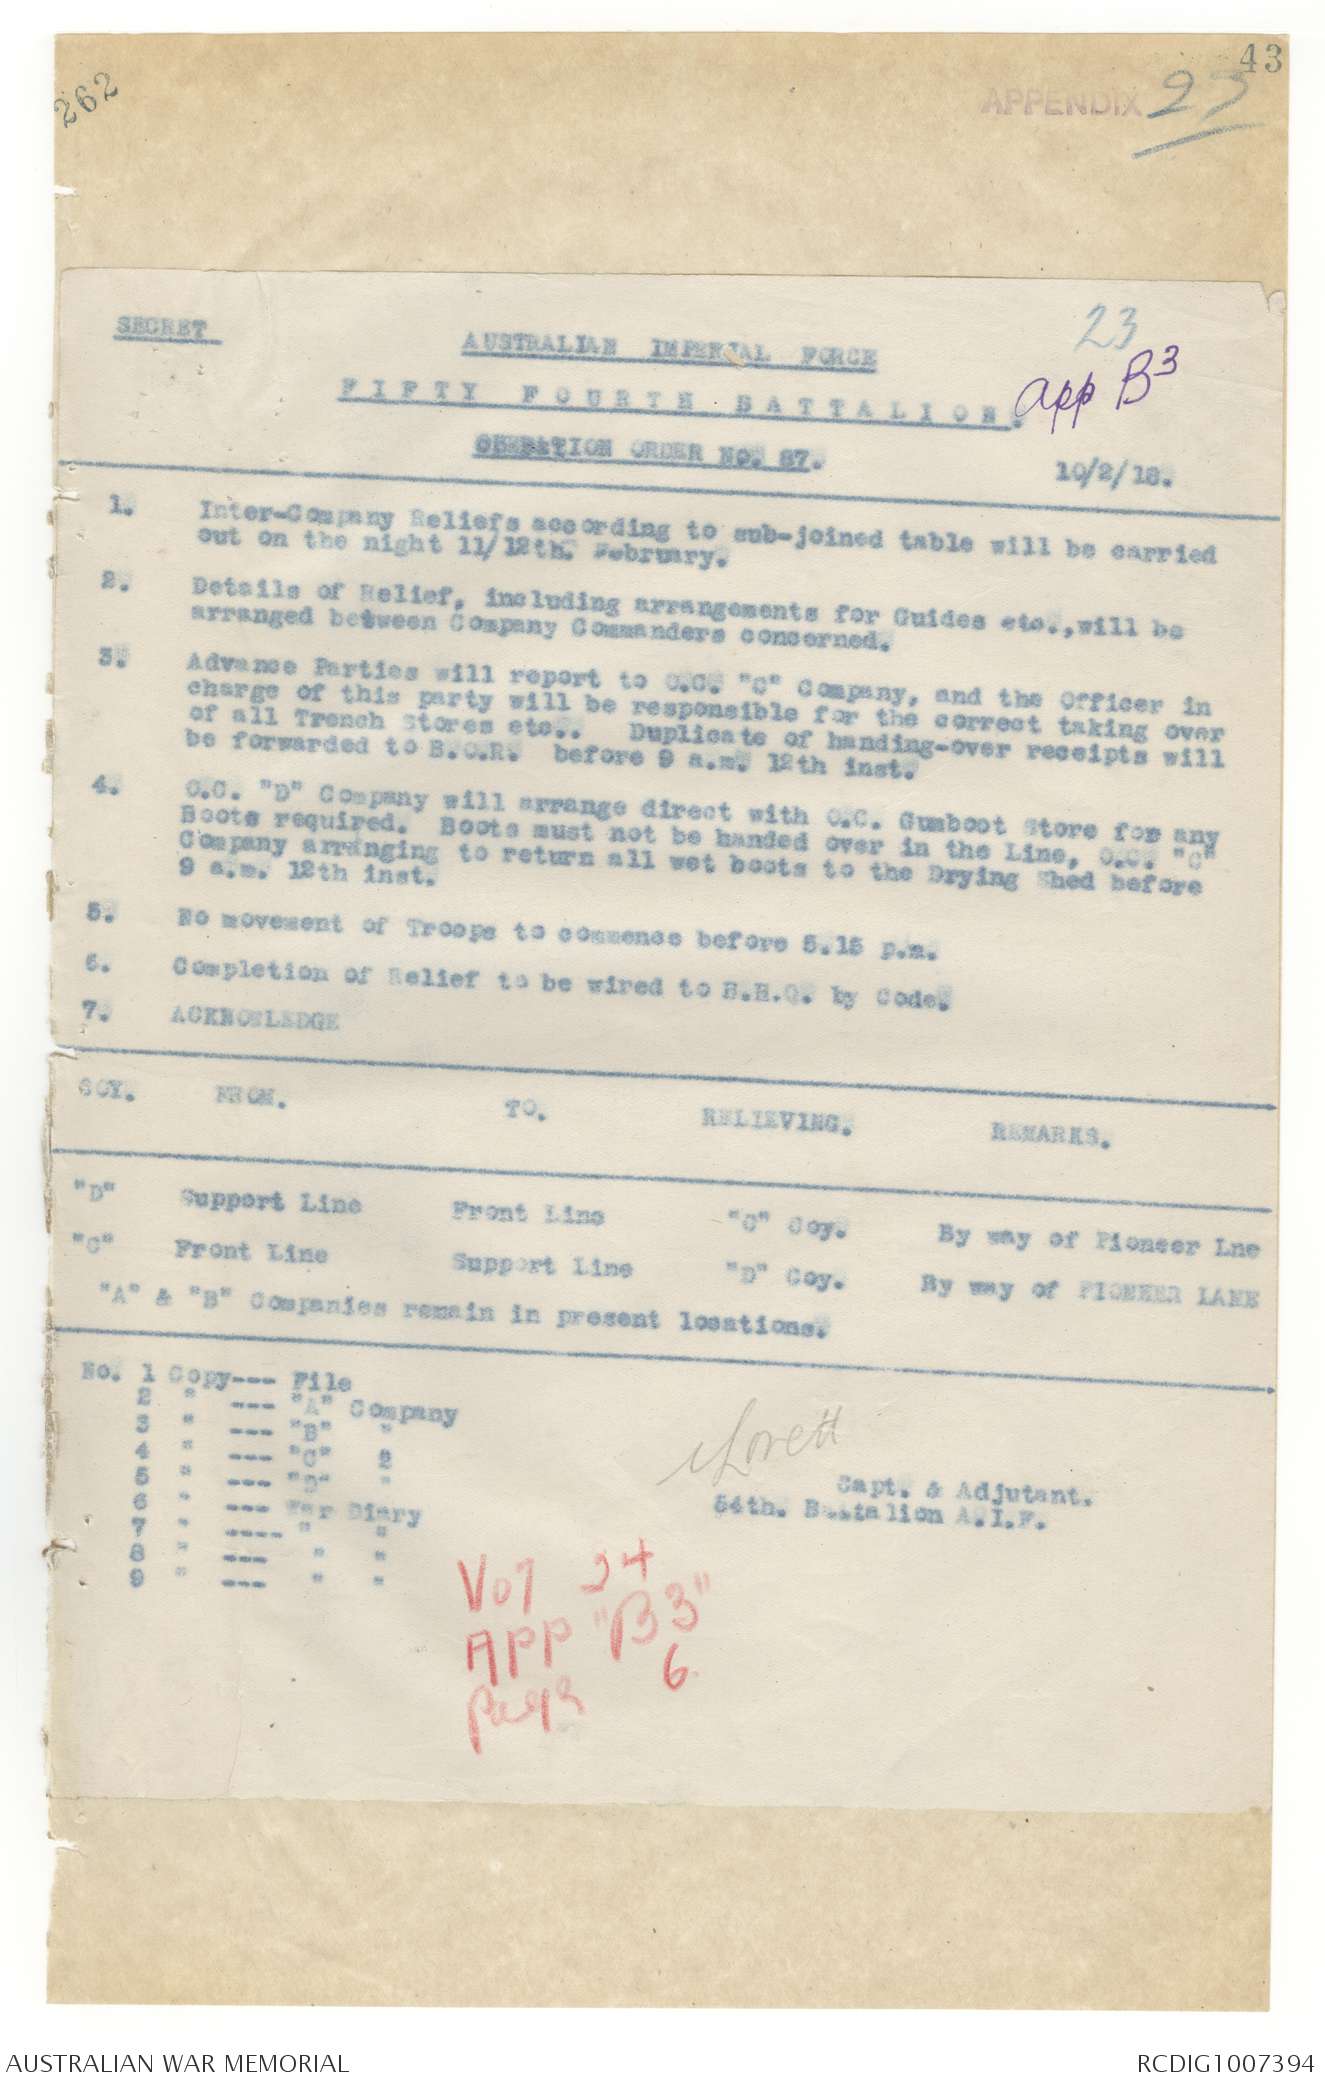 43
262
APPENDIX 23
SECRET
23
AUSTRALIAN IMPERIAL FORCE
app B3
FIFTY FOURTH BATTALION.
OPERATION ORDER NO. 87.
10/2/18.
1. Inter-Company Reliefs according to sub-joined table will be carried
out on the night 11/12th. February.
2. Details of Relief, including arrangements for Guides etc.,will be
arranged between Company Commanders concerned.
3. Advance Parties will report to O.C. "C" Company, and the Officer in
charge of this party will be responsible for the correct taking over
of all Trench Stores etc.. Duplicate of handing-over receipts will
be forwarded to B.O.R. before 9 a.m. 12th inst.
4. O.C. "D" Company will arrange direct with O.C. Gumboot Store for any
Boots required. Boots must not be handed over in the Line, O.C. "C"
Company arranging to return all wet boots to the Drying Shed before
9 a.m. 12th inst.
5. No movement of Troops to commence before 5.15 p.m.
6. Completion of Relief to be wired to B.H.Q. by Code.
7. ACKNOWLEDGE
COY. FROM. TO. RELIEVING. REMARKS.
"D" Support Line Front Line "C" Coy. By way of Pioneer Lne
"C" Front Line Support Line "D" Coy. By way of PIONEER LANE
"A" & "B" Companies remain in present locations.
No. 1 Copy--- File
2 " --- "A" Company
3 " --- "B" "
4 " --- "C" "
5 " --- "D" "
6 " --- War Diary
7 " ---- " "
8 " --- " "
9 " --- " "
Capt. & Adjutant.
54th. Battalion A.I.F.
Vol 24
APP "B3"
page 6.
AUSTRALIAN WAR MEMORIAL
RCDIG1007394